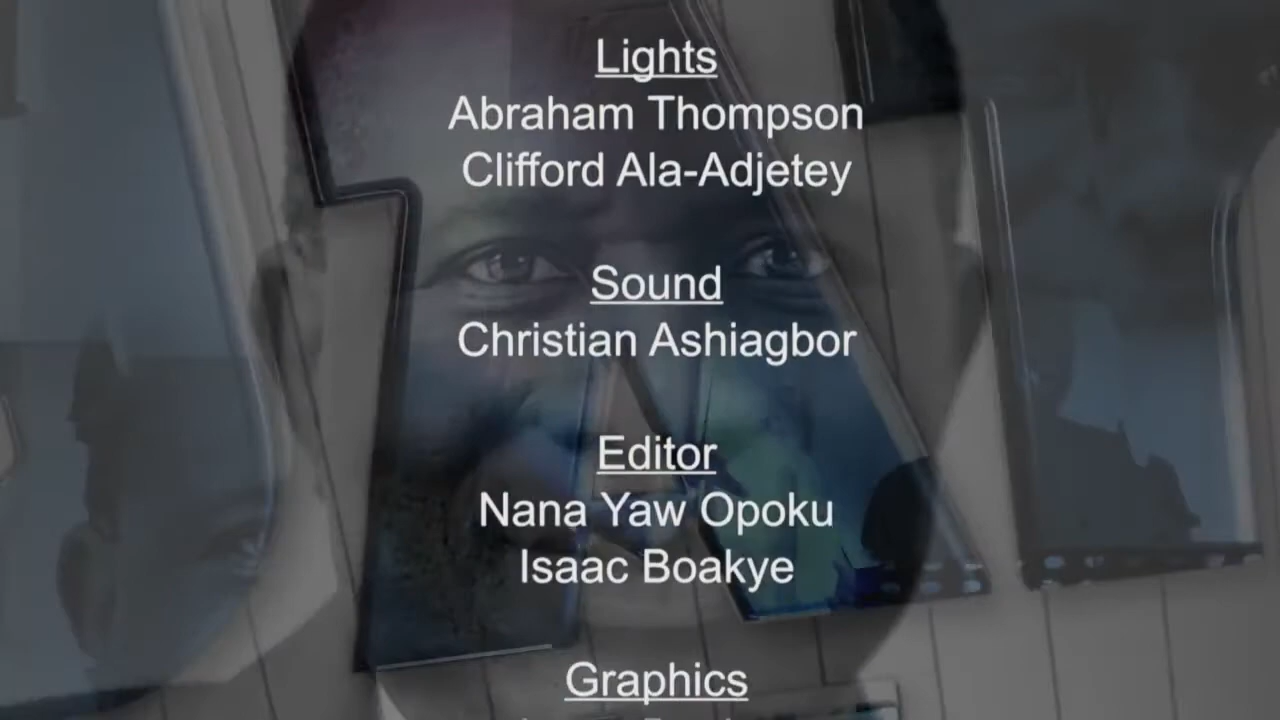 Lights
Abraham Thompson
Clifford Ala-Adjetey
Sound
Christian Ashiagbor
Editor
Nana Yaw Opoku
Isaac Boakye
Graphics